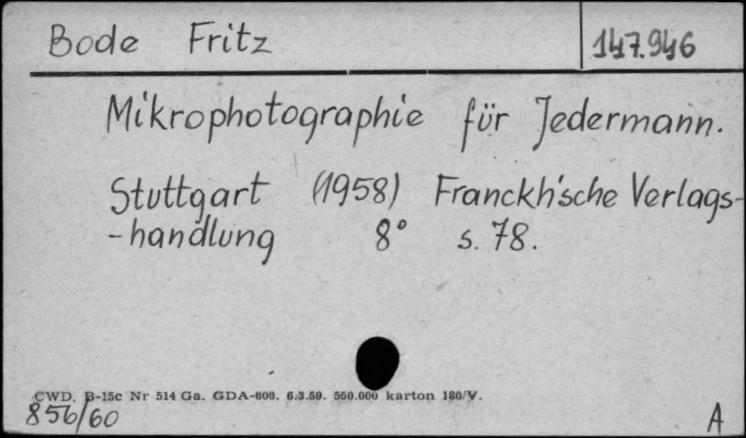 Bode Fritz
147.946
Mikrophotographie für Jedermann.
Stuttgart (1958) Franckh'sche Verlags-
-handlung 8° s. 78.
CWD. B-15c Nr 514 Ga. GDA-608. 6.3.59. 550.000 karton 180/V.
856/60
A